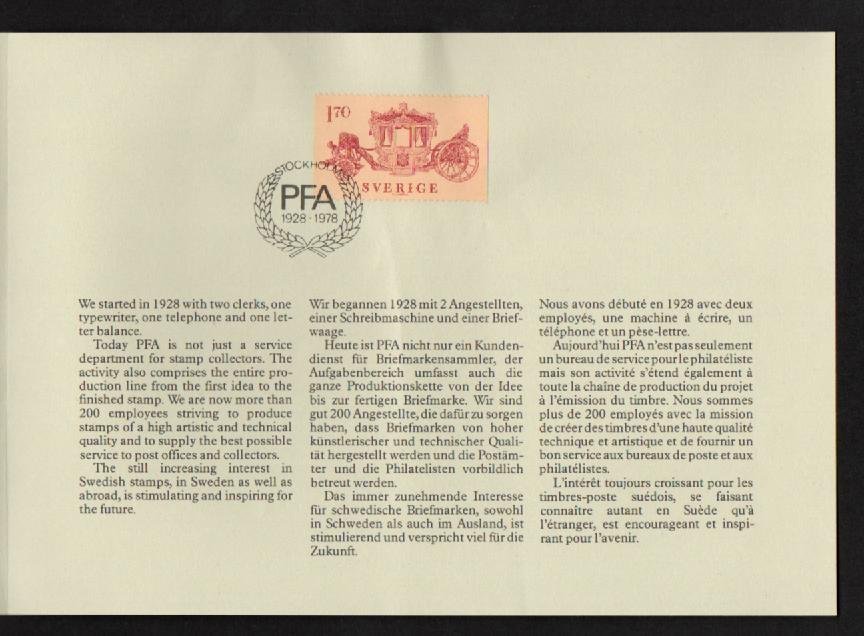 1 70
SVERIGE
STOCKHOLM
PFA
1928 - 1978
We started in 1928 with two clerks, one
typewriter, one telephone and one let-
ter balance.
Today PFA is not just a service
department for stamp collectors. The
activity also comprises the entire pro-
duction line from the first idea to the
finished stamp. We are now more than
200 employees striving to produce
stamps of a high artistic and technical
quality and to supply the best possible
service to post offices and collectors.
The still increasing interest in
Swedish stamps, in Sweden as well as
abroad, is stimulating and inspiring for
the future.
Wir begannen 1928 mit 2 Angestellten,
einer Schreibmaschine und einer Brief-
waage.
Heute ist PFA nicht nur ein Kunden-
dienst für Briefmarkensammler, der
Aufgabenbereich umfasst auch die
ganze Produktionskette von der Idee
bis zur fertigen Briefmarke. Wir sind
gut 200 Angestellte, die dafür zu sorgen
haben, dass Briefmarken von hoher
künstlerischer und technischer Quali-
tät hergestellt werden und die Postäm-
ter und die Philatelisten vorbildlich
betreut werden.
Das immer zunehmende Interesse
für schwedische Briefmarken, sowohl
in Schweden als auch im Ausland, ist
stimulierend und verspricht viel für die
Zukunft.
Nous avons débuté en 1928 avec deux
employés, une machine à écrire, un
téléphone et un pèse-lettre.
Aujourd'hui PFA n'est pas seulement
un bureau de service pour le philatéliste
mais son activité s'étend également à
toute la chaîne de production du projet
à l'émission du timbre. Nous sommes
plus de 200 employés avec la mission
de créer des timbres d'une haute qualité
technique et artistique et de fournir un
bon service aux bureaux de poste et aux
philatélistes.
L'intérêt toujours croissant pour les
timbres-poste suédois, se faisant
connaître autant en Suède qu'à
l'étranger, est encourageant et inspi-
rant pour l'avenir.